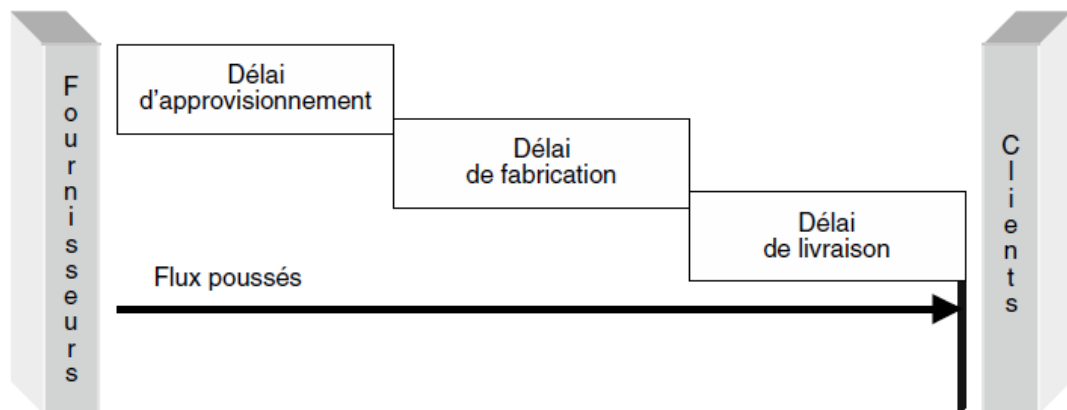 Fournisseurs
Délai
d'approvisionnement
Délai
de fabrication
Délai
de livraison
Flux poussés
Clients